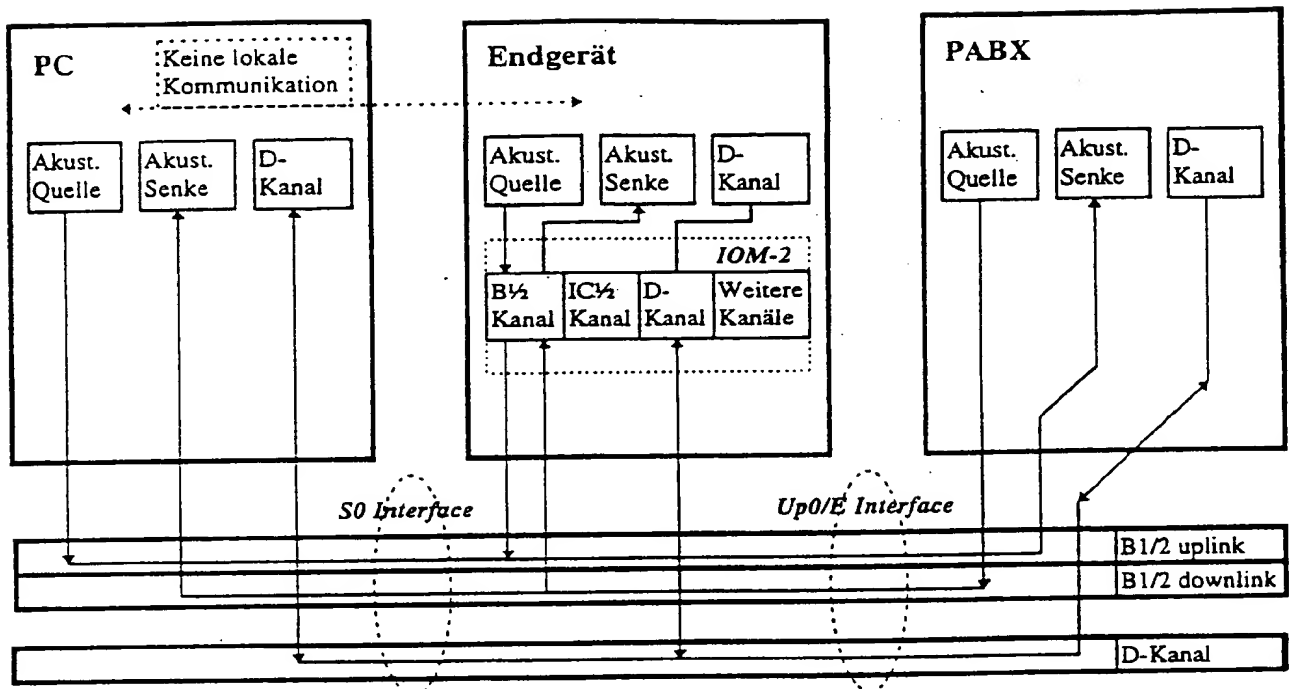 PC
Keine lokale
Kommunikation
Akust.
Quelle
Akust.
Senke
D-
Kanal
Endgerät
Akust.
Quelle
Akust.
Senke
D-
Kanal
IOM-2
B½
Kanal
IC½
Kanal
D-
Kanal
Weitere
Kanäle
PABX
Akust.
Quelle
Akust.
Senke
D-
Kanal
S0 Interface
Up0/E Interface
B1/2 uplink
B1/2 downlink
D-Kanal